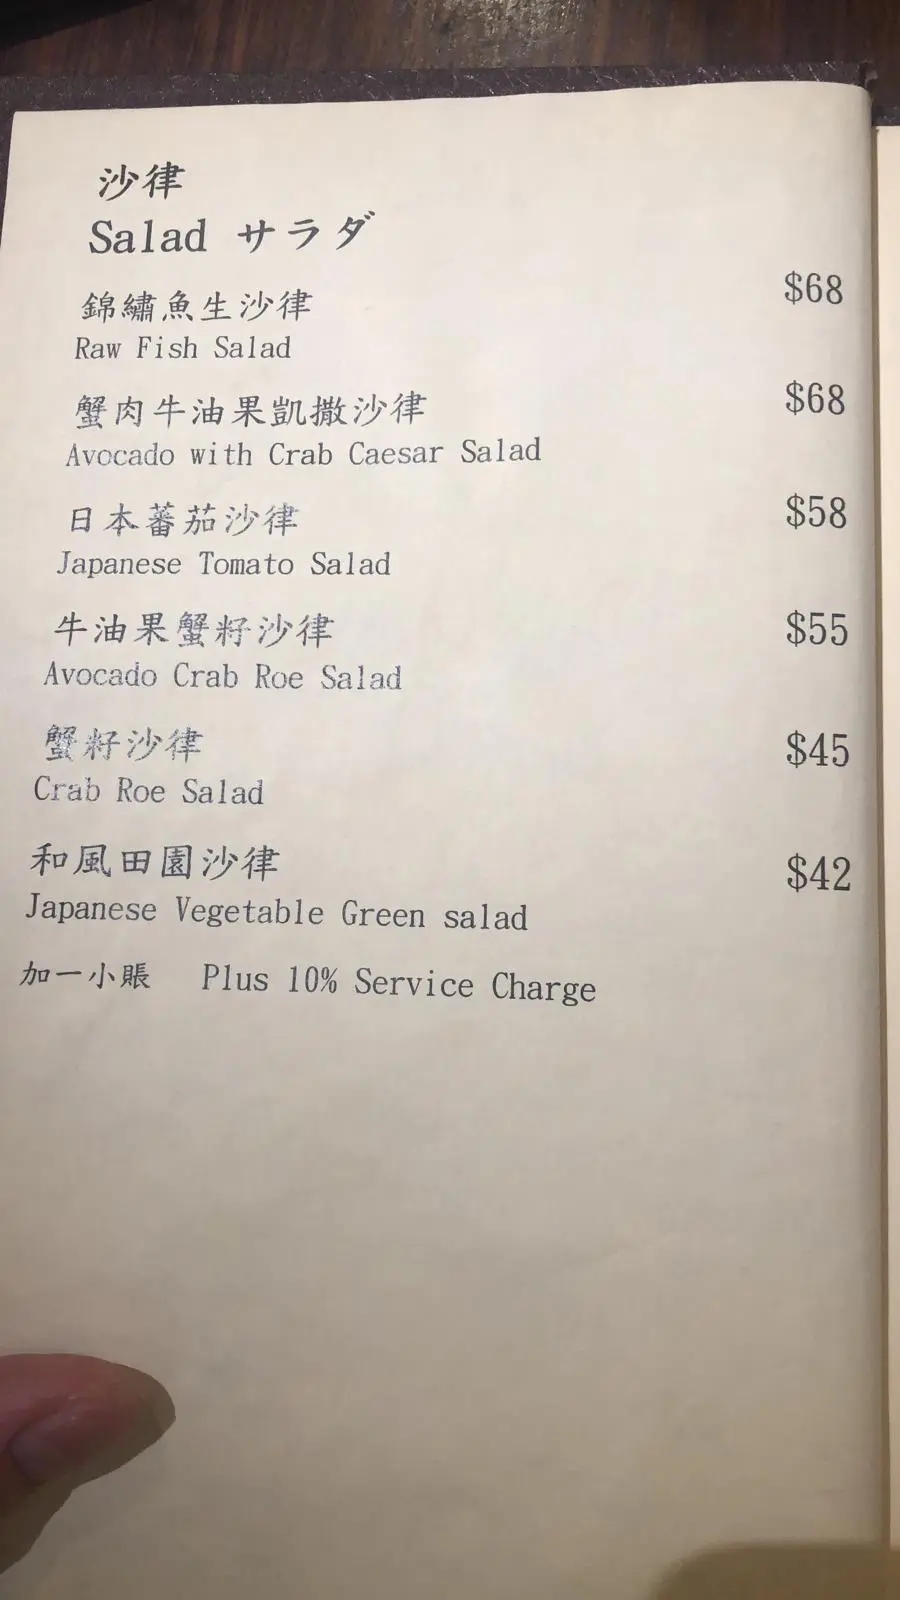 沙律
Salad サラダ
錦繡魚生沙律 $68
Raw Fish Salad
蟹肉牛油果凱撒沙律 $68
Avocado with Crab Caesar Salad
日本蕃茄沙律 $58
Japanese Tomato Salad
牛油果蟹籽沙律 $55
Avocado Crab Roe Salad
蟹籽沙律 $45
Crab Roe Salad
和風田園沙律 $42
Japanese Vegetable Green salad
加一小賬 Plus 10% Service Charge